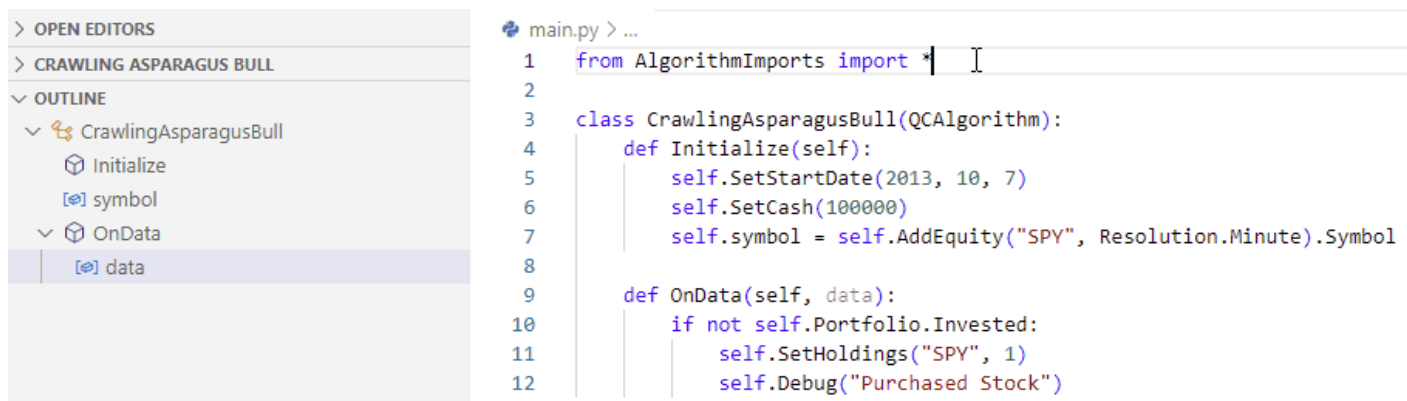 OPEN EDITORS
CRAWLING ASPARAGUS BULL
OUTLINE
CrawlingAsparagusBull
Initialize
symbol
OnData
data
main.py > ...
1 from AlgorithmImports import *
2
3 class CrawlingAsparagusBull(QCAlgorithm):
4 def Initialize(self):
5 self.SetStartDate(2013, 10, 7)
6 self.SetCash(100000)
7 self.symbol = self.AddEquity("SPY", Resolution.Minute).Symbol
8
9 def OnData(self, data):
10 if not self.Portfolio.Invested:
11 self.SetHoldings("SPY", 1)
12 self.Debug("Purchased Stock")